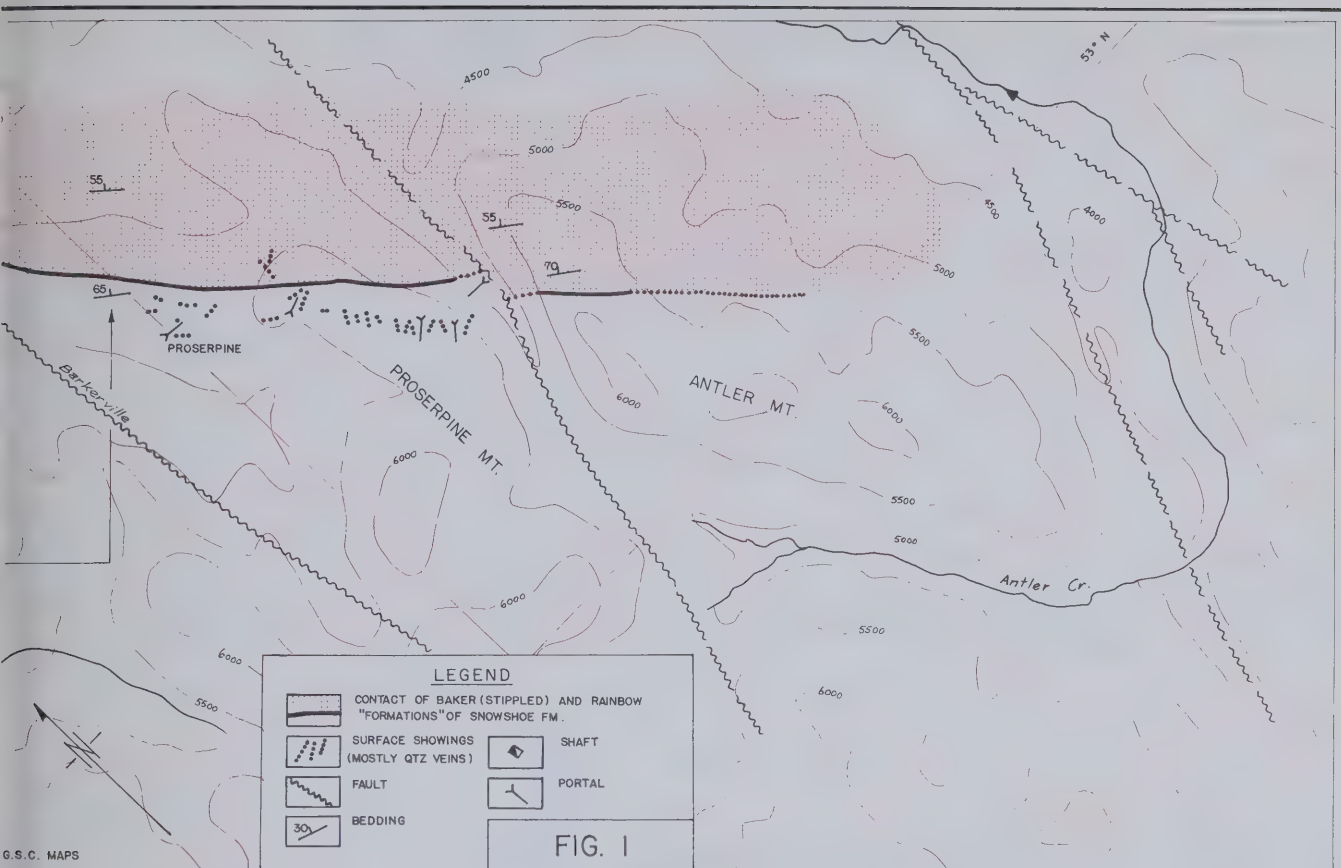 53° N
4500
5000
55
5500
55
4500
4000
70
5000
65
PROSERPINE
5500
Barkerville
PROSERPINE MT.
ANTLER MT.
6000
6000
6000
5500
5000
Antler Cr.
6000
5500
6000
5500
6000
N
LEGEND
CONTACT OF BAKER (STIPPLED) AND RAINBOW
"FORMATIONS" OF SNOWSHOE FM.
SURFACE SHOWINGS
(MOSTLY QTZ VEINS)
SHAFT
FAULT
PORTAL
30
BEDDING
FIG. 1
G.S.C. MAPS